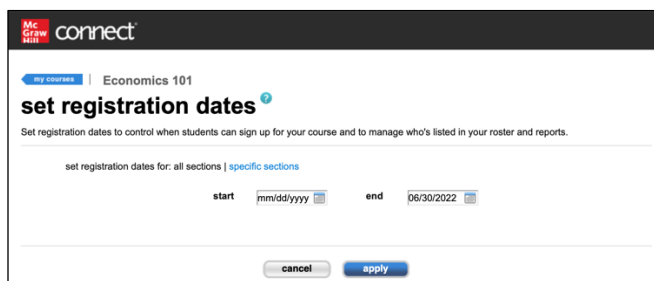 Mc
Graw
Hill connect
my courses | Economics 101
set registration dates ?
Set registration dates to control when students can sign up for your course and to manage who's listed in your roster and reports.
set registration dates for: all sections | specific sections
start mm/dd/yyyy end 06/30/2022
cancel apply